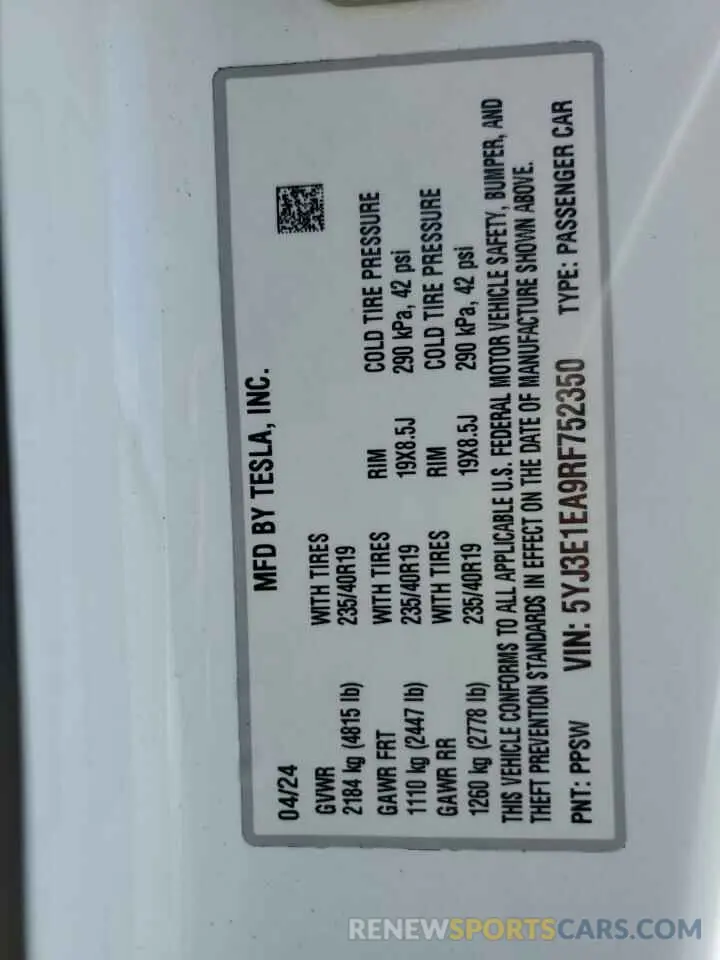 MFD BY TESLA, INC.
04/24
GVWR WITH TIRES
2184 kg (4815 lb) 235/40R19
GAWR FRT WITH TIRES RIM COLD TIRE PRESSURE
1110 kg (2447 lb) 235/40R19 19X8.5J 290 kPa, 42 psi
GAWR RR WITH TIRES RIM COLD TIRE PRESSURE
1260 kg (2778 lb) 235/40R19 19X8.5J 290 kPa, 42 psi
THIS VEHICLE CONFORMS TO ALL APPLICABLE U.S. FEDERAL MOTOR VEHICLE SAFETY, BUMPER, AND
THEFT PREVENTION STANDARDS IN EFFECT ON THE DATE OF MANUFACTURE SHOWN ABOVE.
PNT: PPSW VIN: 5YJ3E1EA9RF752350 TYPE: PASSENGER CAR
RENEWSPORTSCARS.COM